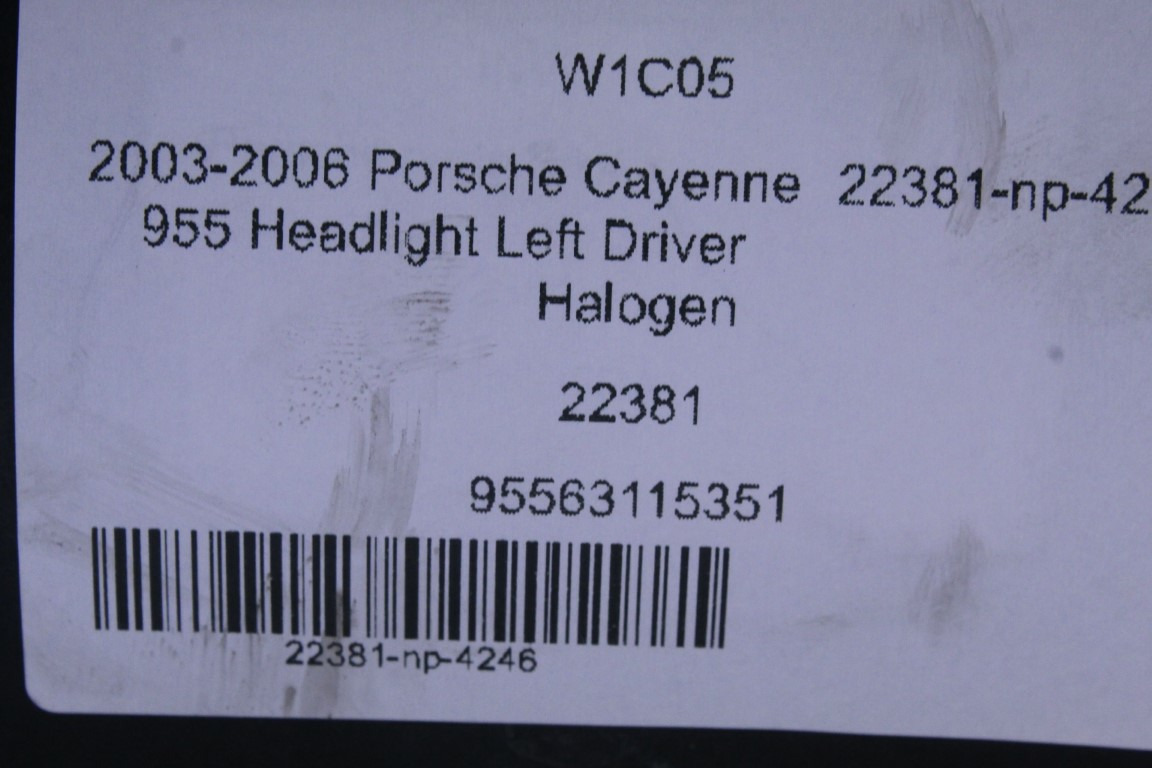 W1C05
2003-2006 Porsche Cayenne 22381-np-42
955 Headlight Left Driver
Halogen
22381
95563115351
22381-np-4246